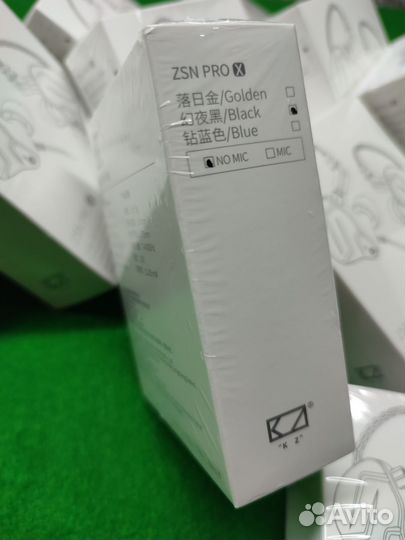 ZSN PRO X
落日金/Golden
幻夜黑/Black
钻蓝色/Blue
NO MIC MIC
KZ®
"K Z"
Avito